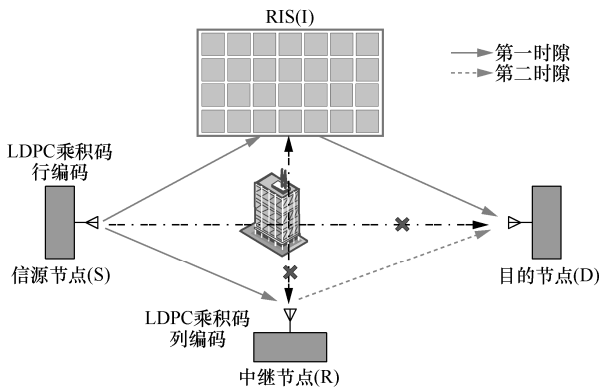 RIS(I)
第一时隙
第二时隙
LDPC乘积码
行编码
信源节点(S)
目的节点(D)
LDPC乘积码
列编码
中继节点(R)